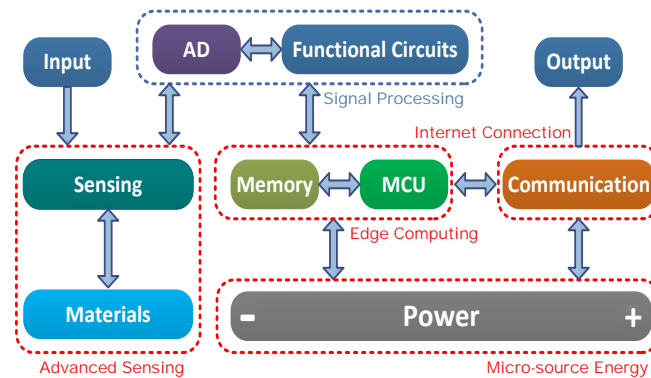 Input
AD
Functional Circuits
Output
Signal Processing
Internet Connection
Sensing
Memory
MCU
Communication
Edge Computing
Materials
- Power +
Advanced Sensing
Micro-source Energy